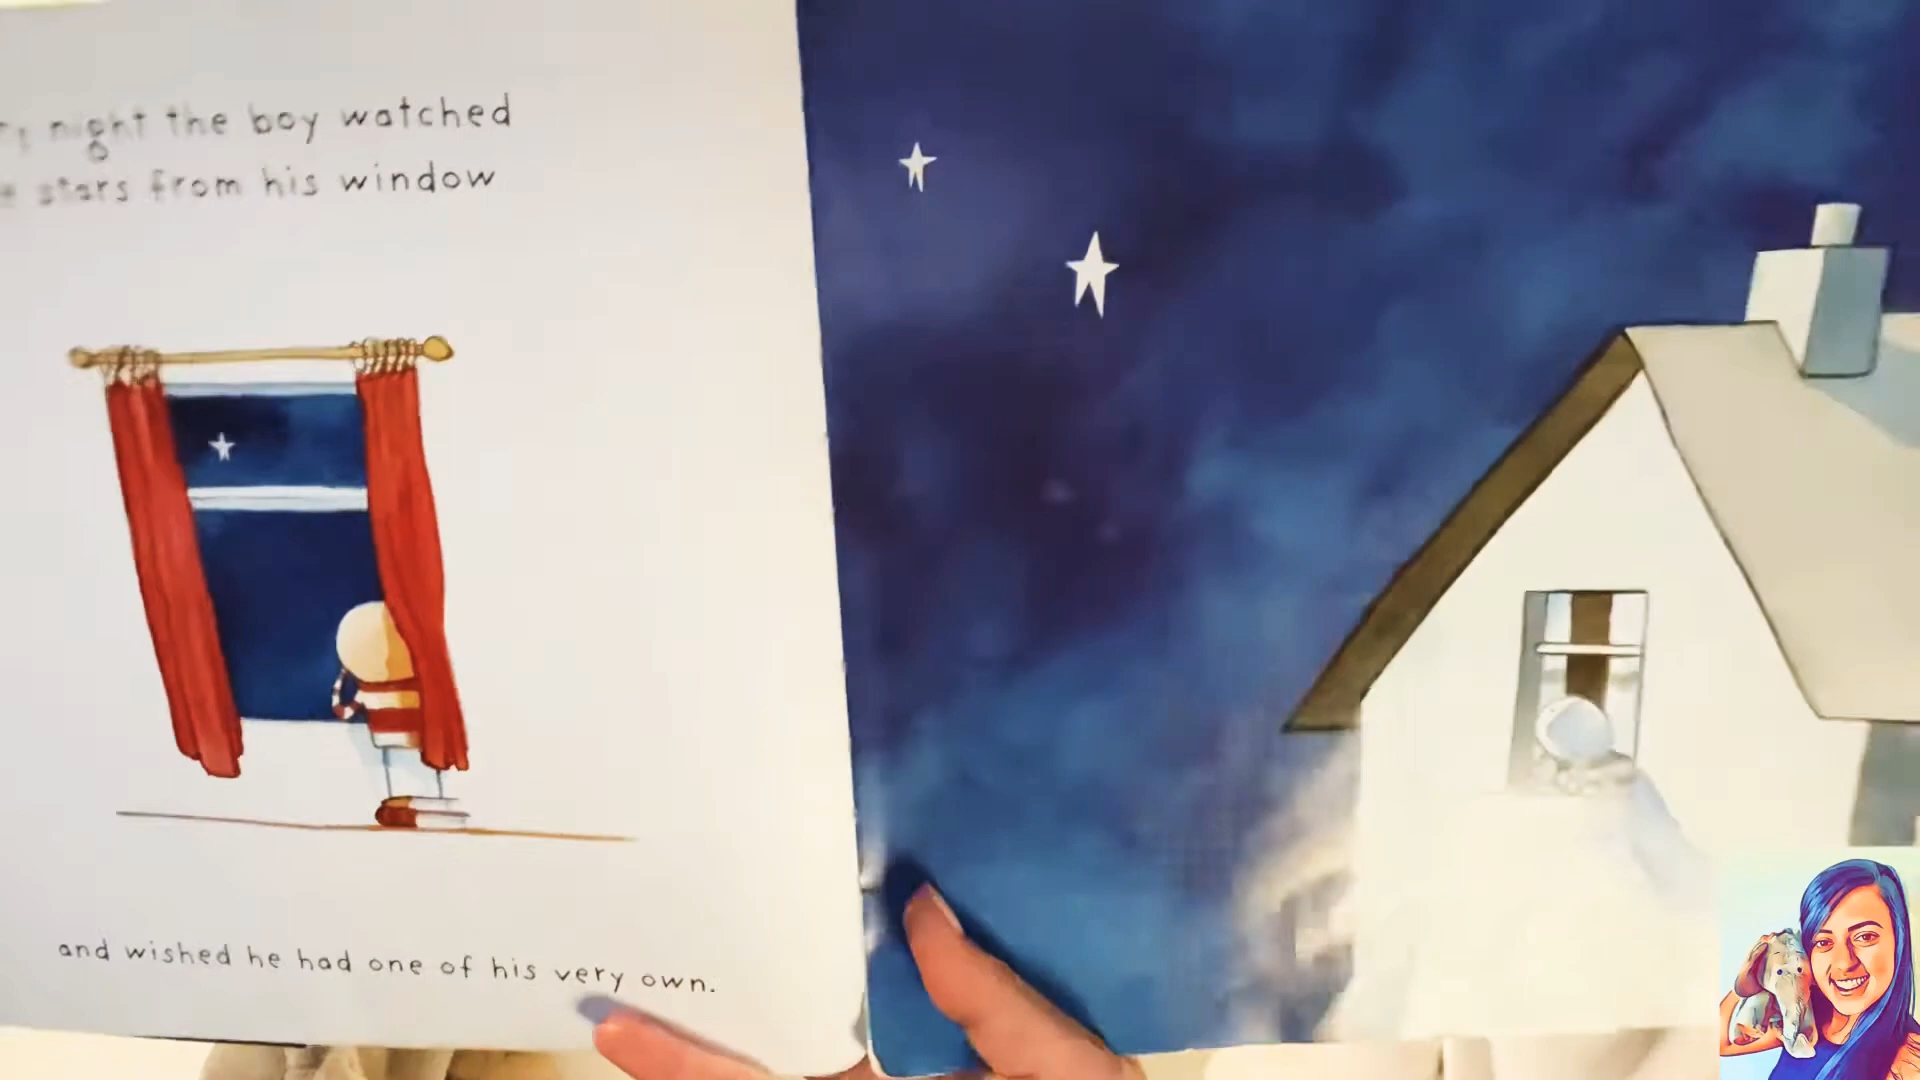 night the boy watched
stars from his window
and wished he had one of his very own.